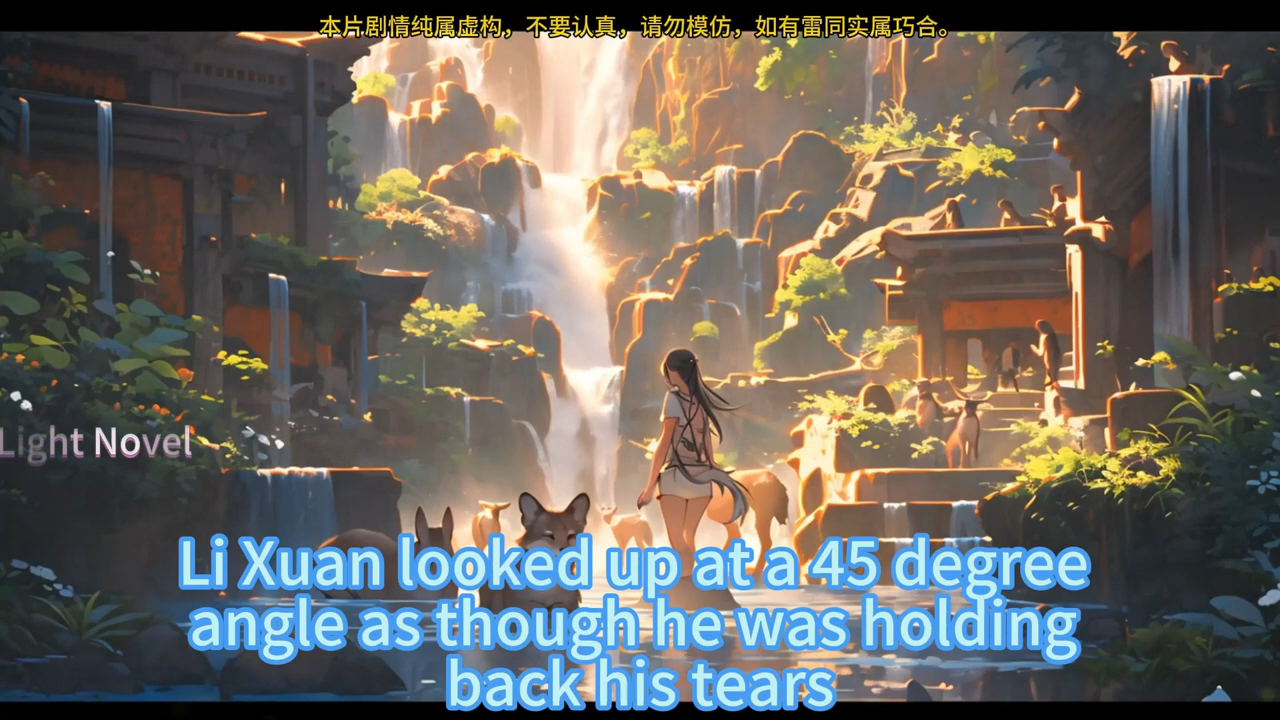 本片剧情纯属虚构，不要认真，请勿模仿，如有雷同实属巧合。
Light Novel
Li Xuan looked up at a 45 degree
angle as though he was holding
back his tears